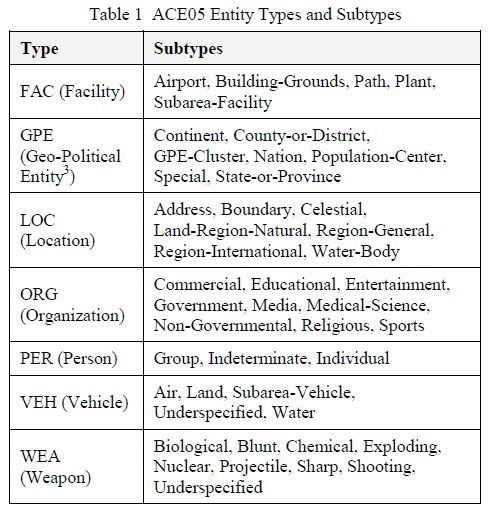 Table 1 ACE05 Entity Types and Subtypes
Type Subtypes
FAC (Facility)
Airport, Building-Grounds, Path, Plant,
Subarea-Facility
GPE
(Geo-Political
Entity3)
Continent, County-or-District,
GPE-Cluster, Nation, Population-Center,
Special, State-or-Province
LOC
(Location)
Address, Boundary, Celestial,
Land-Region-Natural, Region-General,
Region-International, Water-Body
ORG
(Organization)
Commercial, Educational, Entertainment,
Government, Media, Medical-Science,
Non-Governmental, Religious, Sports
PER (Person)
Group, Indeterminate, Individual
VEH (Vehicle)
Air, Land, Subarea-Vehicle,
Underspecified, Water
WEA
(Weapon)
Biological, Blunt, Chemical, Exploding,
Nuclear, Projectile, Sharp, Shooting,
Underspecified